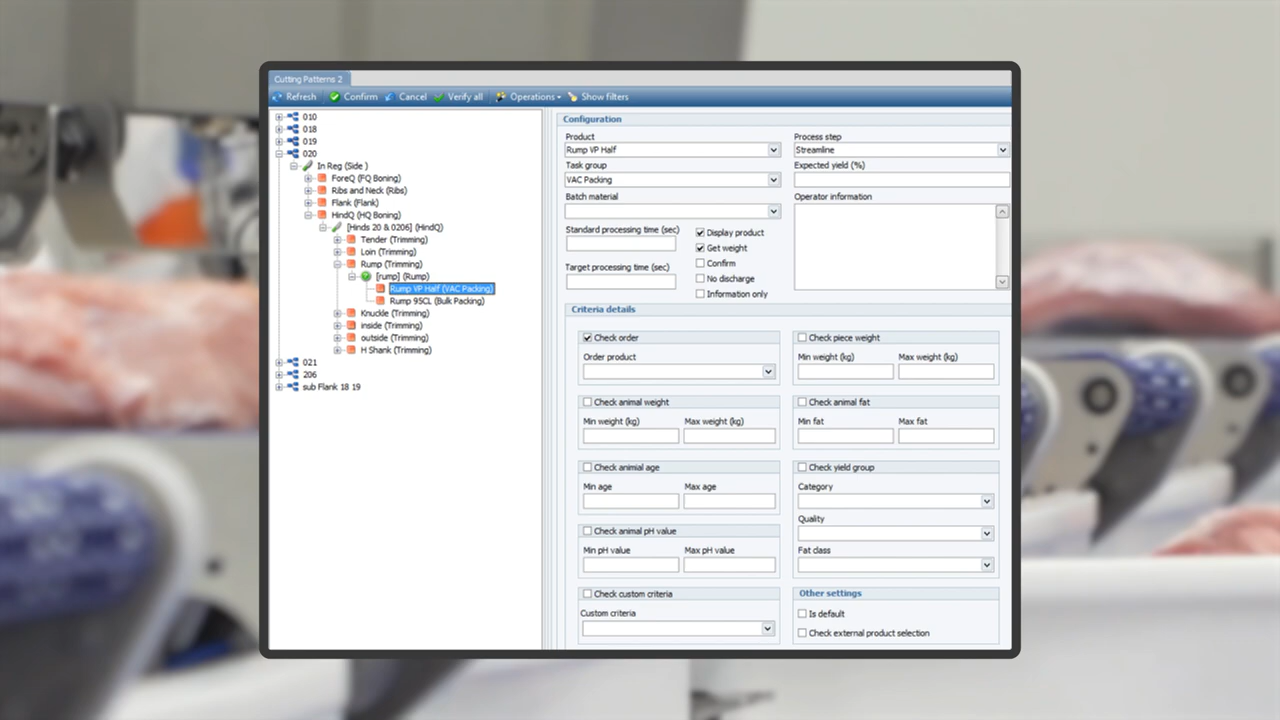 Cutting Patterns 2
Refresh Confirm Cancel Verify all Operations Show filters
010
018
019
020
In Reg (Side )
ForeQ (FQ Boning)
Ribs and Neck (Ribs)
Flank (Flank)
HindQ (HQ Boning)
[Hinds 20 & 0206] (HindQ)
Tender (Trimming)
Loin (Trimming)
Rump (Trimming)
[rump] (Rump)
Rump VP Half (VAC Packing)
Rump 95CL (Bulk Packing)
Knuckle (Trimming)
inside (Trimming)
outside (Trimming)
H Shank (Trimming)
021
206
sub Flank 18 19
Configuration
Product Process step
Rump VP Half Streamline
Task group Expected yield (%)
VAC Packing
Batch material Operator information
Standard processing time (sec) Display product
Get weight
Confirm
Target processing time (sec) No discharge
Information only
Criteria details
Check order Check piece weight
Order product Min weight (kg) Max weight (kg)
Check animal weight Check animal fat
Min weight (kg) Max weight (kg) Min fat Max fat
Check animial age Check yield group
Min age Max age Category
Quality
Check animal pH value
Min pH value Max pH value Fat class
Check custom criteria Other settings
Custom criteria Is default
Check external product selection